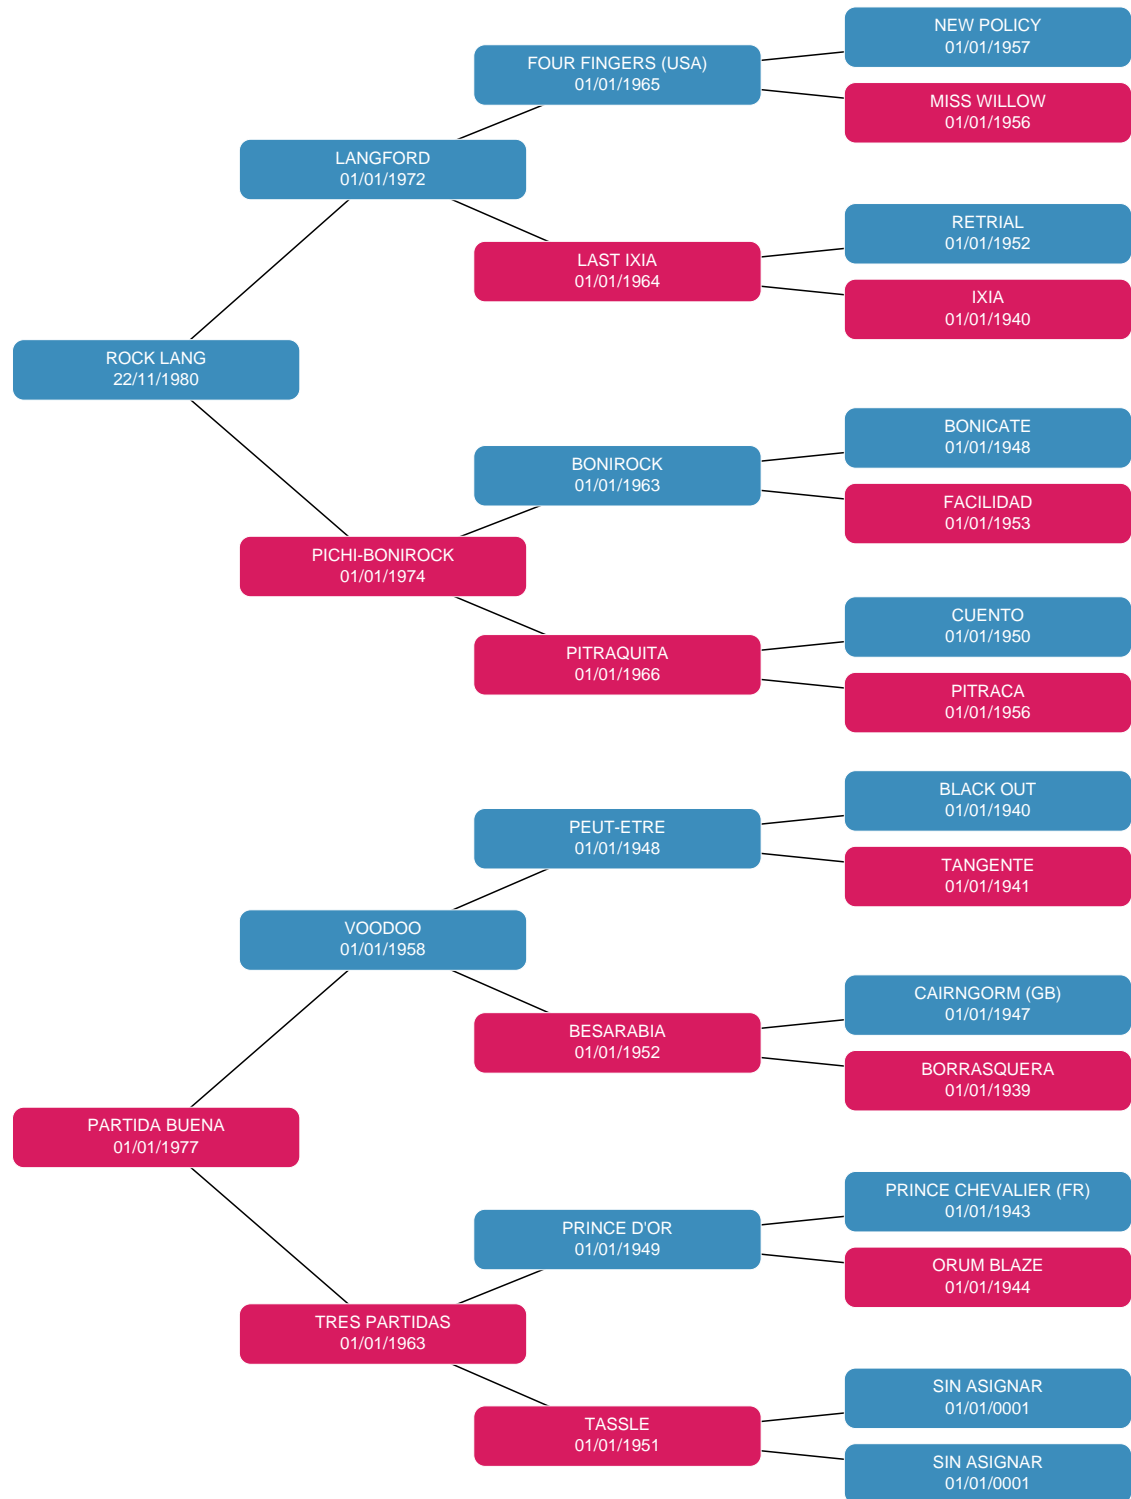 NEW POLICY
01/01/1957
FOUR FINGERS (USA)
01/01/1965
MISS WILLOW
01/01/1956
LANGFORD
01/01/1972
RETRIAL
01/01/1952
LAST IXIA
01/01/1964
IXIA
01/01/1940
ROCK LANG
22/11/1980
BONICATE
01/01/1948
BONIROCK
01/01/1963
FACILIDAD
01/01/1953
PICHI-BONIROCK
01/01/1974
CUENTO
01/01/1950
PITRAQUITA
01/01/1966
PITRACA
01/01/1956
BLACK OUT
01/01/1940
PEUT-ETRE
01/01/1948
TANGENTE
01/01/1941
VOODOO
01/01/1958
CAIRNGORM (GB)
01/01/1947
BESARABIA
01/01/1952
BORRASQUERA
01/01/1939
PARTIDA BUENA
01/01/1977
PRINCE CHEVALIER (FR)
01/01/1943
PRINCE D'OR
01/01/1949
ORUM BLAZE
01/01/1944
TRES PARTIDAS
01/01/1963
SIN ASIGNAR
01/01/0001
TASSLE
01/01/1951
SIN ASIGNAR
01/01/0001